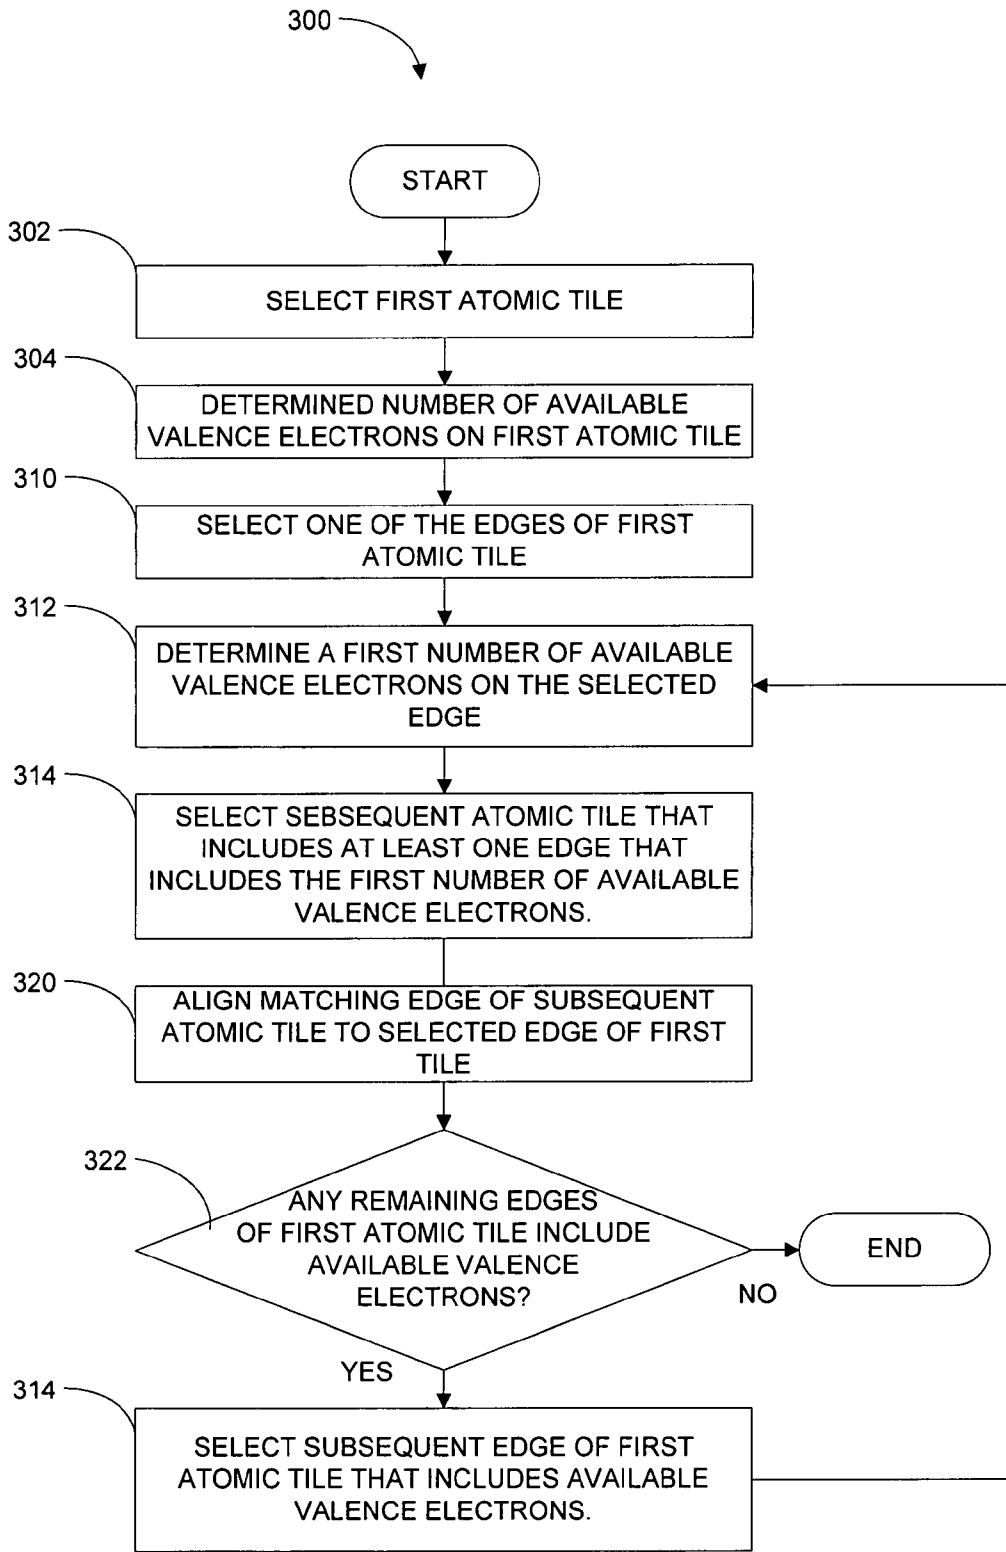 300
START
302
SELECT FIRST ATOMIC TILE
304
DETERMINED NUMBER OF AVAILABLE
VALENCE ELECTRONS ON FIRST ATOMIC TILE
310
SELECT ONE OF THE EDGES OF FIRST
ATOMIC TILE
312
DETERMINE A FIRST NUMBER OF AVAILABLE
VALENCE ELECTRONS ON THE SELECTED
EDGE
314
SELECT SEBSEQUENT ATOMIC TILE THAT
INCLUDES AT LEAST ONE EDGE THAT
INCLUDES THE FIRST NUMBER OF AVAILABLE
VALENCE ELECTRONS.
320
ALIGN MATCHING EDGE OF SUBSEQUENT
ATOMIC TILE TO SELECTED EDGE OF FIRST
TILE
322
ANY REMAINING EDGES
OF FIRST ATOMIC TILE INCLUDE
AVAILABLE VALENCE
ELECTRONS?
END
NO
YES
314
SELECT SUBSEQUENT EDGE OF FIRST
ATOMIC TILE THAT INCLUDES AVAILABLE
VALENCE ELECTRONS.